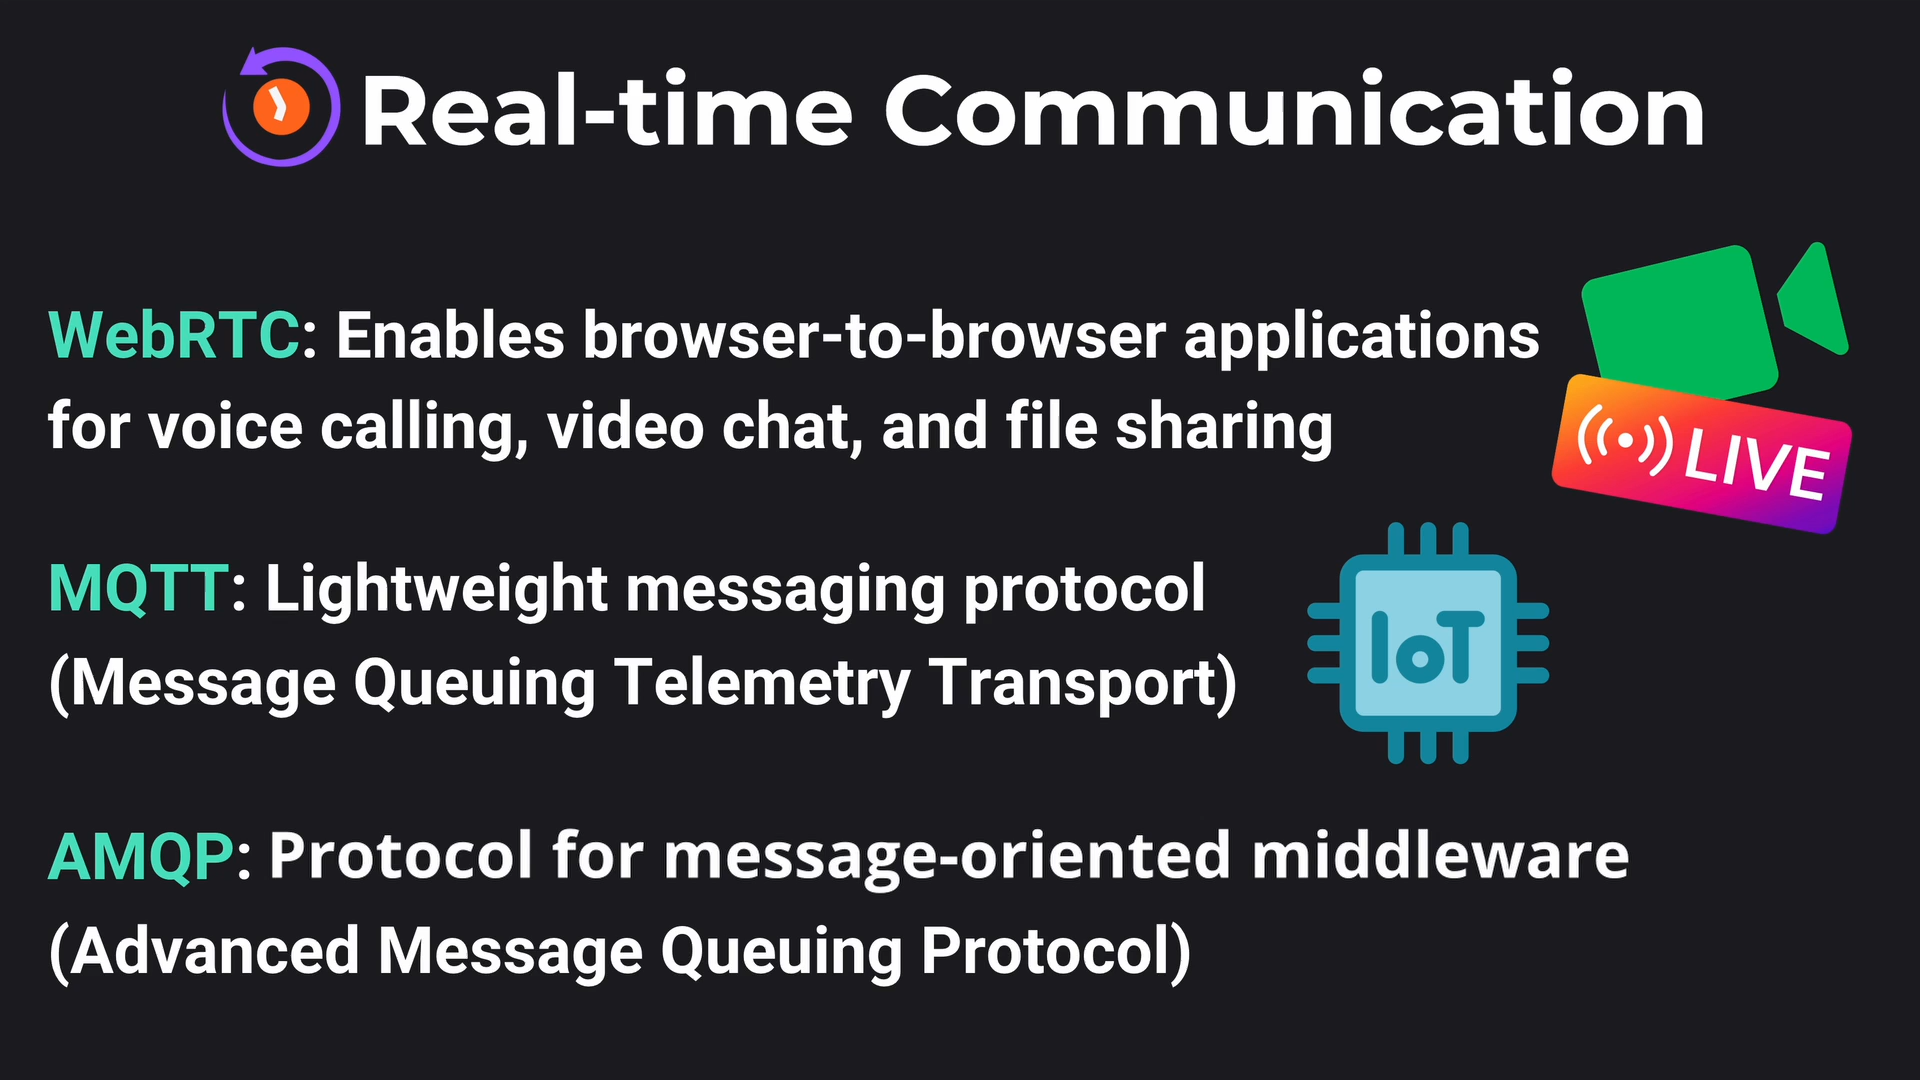 Real-time Communication
WebRTC: Enables browser-to-browser applications
for voice calling, video chat, and file sharing
LIVE
MQTT: Lightweight messaging protocol
(Message Queuing Telemetry Transport)
IoT
AMQP: Protocol for message-oriented middleware
(Advanced Message Queuing Protocol)